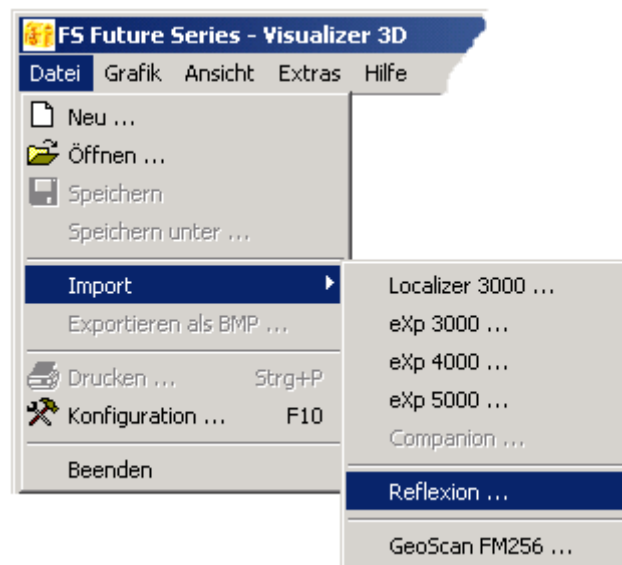 FS Future Series - Visualizer 3D
Datei Grafik Ansicht Extras Hilfe
Neu ...
Öffnen ...
Speichern
Speichern unter ...
Import
Exportieren als BMP ...
Drucken ... Strg+P
Konfiguration ... F10
Beenden
Localizer 3000 ...
eXp 3000 ...
eXp 4000 ...
eXp 5000 ...
Companion ...
Reflexion ...
GeoScan FM256 ...